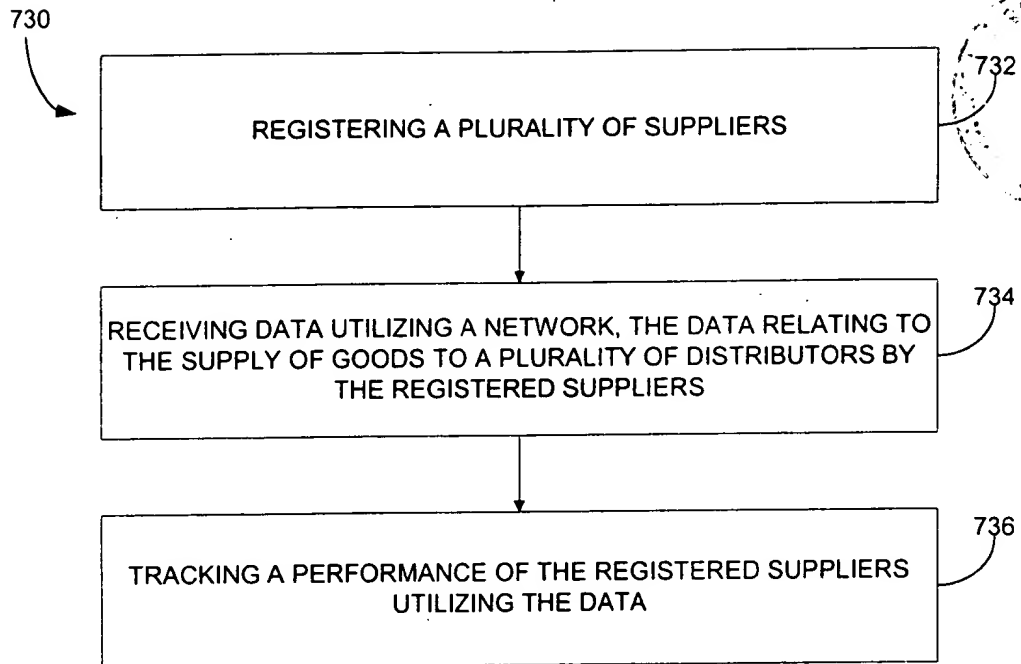 730
732
REGISTERING A PLURALITY OF SUPPLIERS
734
RECEIVING DATA UTILIZING A NETWORK, THE DATA RELATING TO
THE SUPPLY OF GOODS TO A PLURALITY OF DISTRIBUTORS BY
THE REGISTERED SUPPLIERS
736
TRACKING A PERFORMANCE OF THE REGISTERED SUPPLIERS
UTILIZING THE DATA